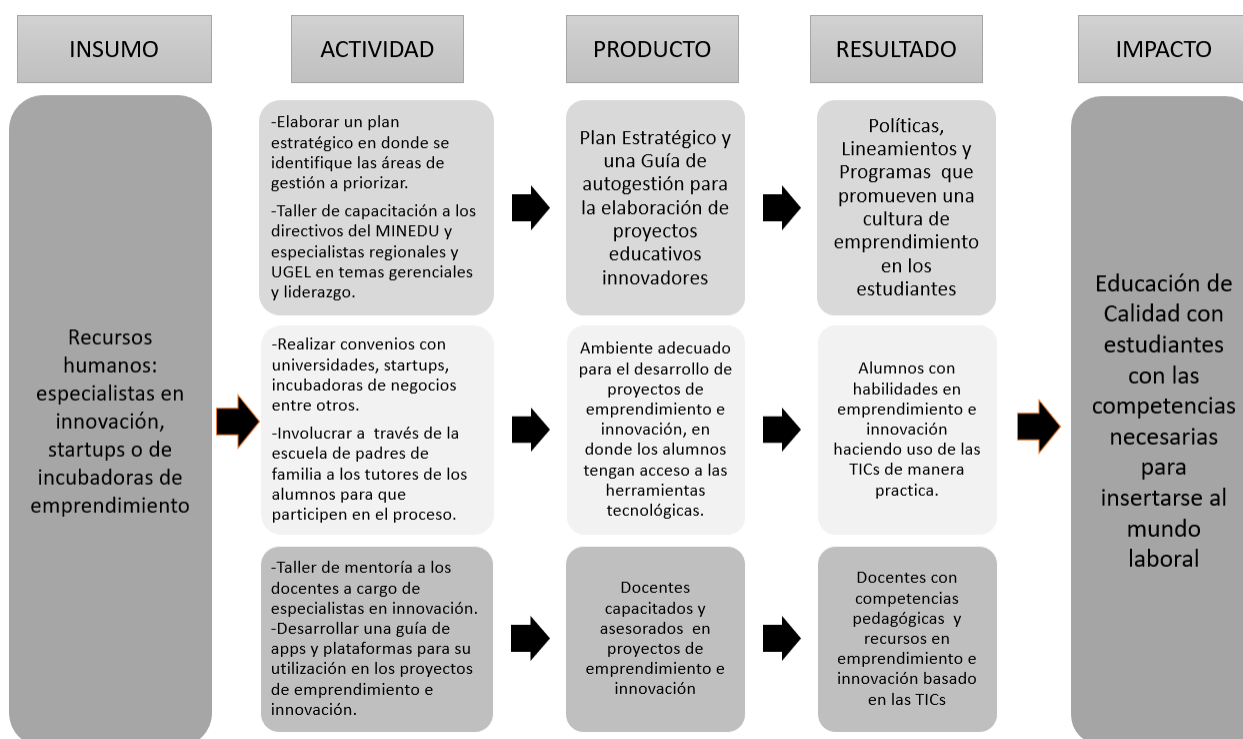 INSUMO
ACTIVIDAD
PRODUCTO
RESULTADO
IMPACTO
Recursos
humanos:
especialistas en
innovación,
startups o de
incubadoras de
emprendimiento
-Elaborar un plan
estratégico en donde se
identifique las áreas de
gestión a priorizar.
-Taller de capacitación a los
directivos del MINEDU y
especialistas regionales y
UGEL en temas gerenciales
y liderazgo.
Plan Estratégico y
una Guía de
autogestión para
la elaboración de
proyectos
educativos
innovadores
Políticas,
Lineamientos y
Programas que
promueven una
cultura de
emprendimiento
en los
estudiantes
-Realizar convenios con
universidades, startups,
incubadoras de negocios
entre otros.
-Involucrar a través de la
escuela de padres de
familia a los tutores de los
alumnos para que
participen en el proceso.
Ambiente adecuado
para el desarrollo de
proyectos de
emprendimiento e
innovación, en
donde los alumnos
tengan acceso a las
herramientas
tecnológicas.
Alumnos con
habilidades en
emprendimiento e
innovación
haciendo uso de las
TICs de manera
practica.
-Taller de mentoría a los
docentes a cargo de
especialistas en innovación.
-Desarrollar una guía de
apps y plataformas para su
utilización en los proyectos
de emprendimiento e
innovación.
Docentes
capacitados y
asesorados en
proyectos de
emprendimiento e
innovación
Docentes con
competencias
pedagógicas y
recursos en
emprendimiento e
innovación basado
en las TICs
Educación de
Calidad con
estudiantes
con las
competencias
necesarias
para
insertarse al
mundo
laboral